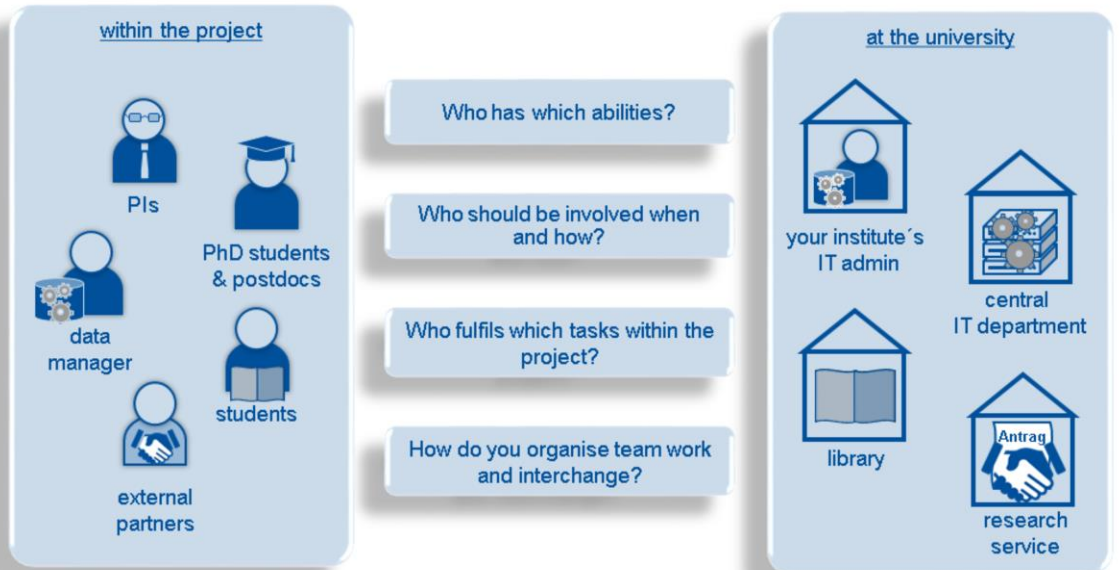 within the project
PIs
PhD students
& postdocs
data
manager
students
external
partners
Who has which abilities?
Who should be involved when
and how?
Who fulfils which tasks within the
project?
How do you organise team work
and interchange?
at the university
your institute´s
IT admin
central
IT department
library
Antrag
research
service